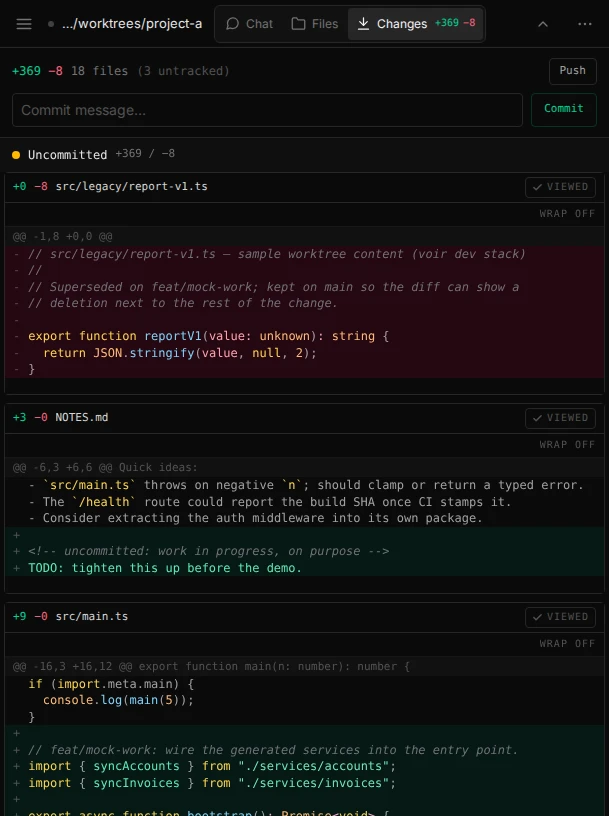 .../worktrees/project-a Chat Files Changes +369 −8
+369 −8 18 files (3 untracked) Push
Commit message... Commit
Uncommitted +369 / −8
+0 −8 src/legacy/report-v1.ts VIEWED
WRAP OFF
@@ -1,8 +0,0 @@
- // src/legacy/report-v1.ts — sample worktree content (voir dev stack)
- //
- // Superseded on feat/mock-work; kept on main so the diff can show a
- // deletion next to the rest of the change.
-
- export function reportV1(value: unknown): string {
-   return JSON.stringify(value, null, 2);
- }
+3 −0 NOTES.md VIEWED
WRAP OFF
@@ -6,3 +6,6 @@ Quick ideas:
- `src/main.ts` throws on negative `n`; should clamp or return a typed error.
- The `/health` route could report the build SHA once CI stamps it.
- Consider extracting the auth middleware into its own package.
+
+ <!-- uncommitted: work in progress, on purpose -->
+ TODO: tighten this up before the demo.
+9 −0 src/main.ts VIEWED
WRAP OFF
@@ -16,3 +16,12 @@ export function main(n: number): number {
if (import.meta.main) {
  console.log(main(5));
}
+
+ // feat/mock-work: wire the generated services into the entry point.
+ import { syncAccounts } from "./services/accounts";
+ import { syncInvoices } from "./services/invoices";
+
+ export async function bootstrap(): Promise<void> {